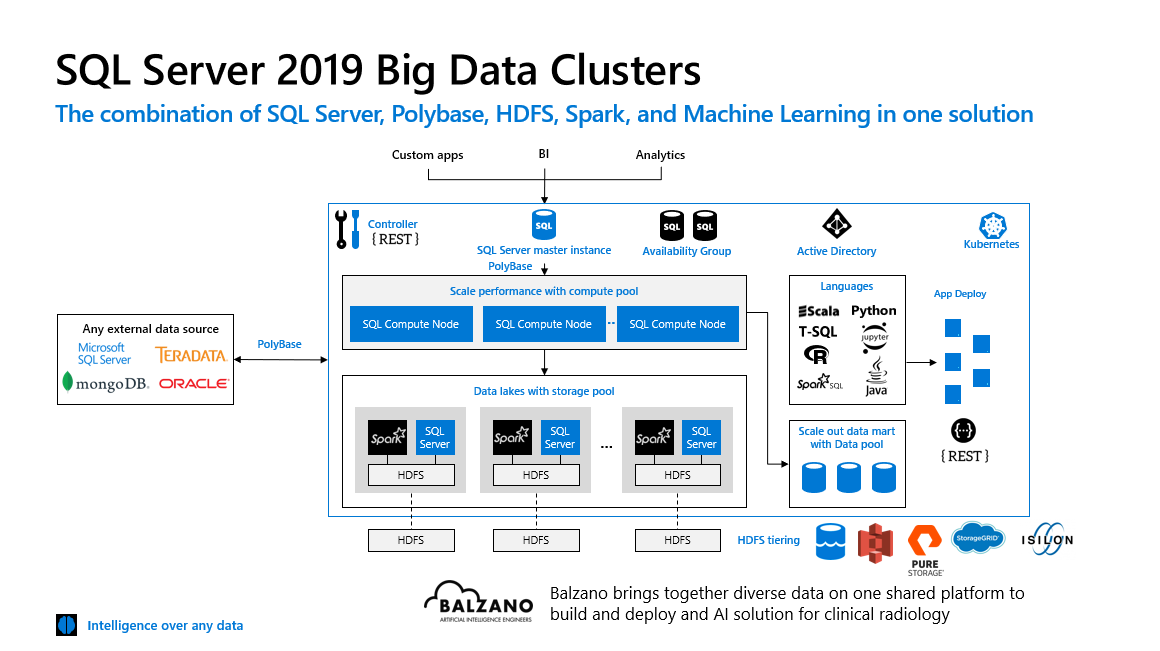 SQL Server 2019 Big Data Clusters
The combination of SQL Server, Polybase, HDFS, Spark, and Machine Learning in one solution
Custom apps
BI
Analytics
Controller
{ REST }
SQL
SQL Server master instance
PolyBase
SQL SQL
Availability Group
Active Directory
Kubernetes
Scale performance with compute pool
SQL Compute Node
SQL Compute Node
..
SQL Compute Node
Any external data source
Microsoft
SQL Server
TERADATA.
mongoDB.
ORACLE
PolyBase
Data lakes with storage pool
Spark
SQL
Server
HDFS
Spark
SQL
Server
HDFS
...
Spark
SQL
Server
HDFS
Languages
Scala
Python
T-SQL
jupyter
R
Spark SQL
Java
App Deploy
{···}
{ REST }
Scale out data mart
with Data pool
HDFS
HDFS
HDFS
HDFS tiering
PURE
STORAGE
StorageGRID
ISILON
BALZANO
ARTIFICIAL INTELLIGENCE ENGINEERS
Balzano brings together diverse data on one shared platform to
build and deploy and AI solution for clinical radiology
Intelligence over any data